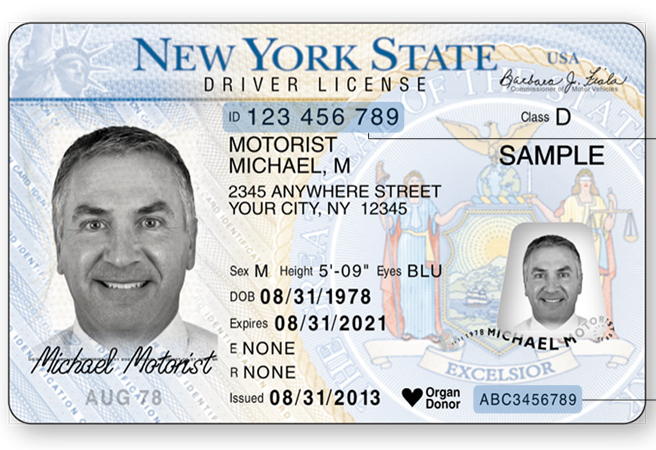 NEW YORK STATE
USA
DRIVER LICENSE
Barbara J. Fiala
Commissioner of Motor Vehicles
ID 123 456 789
Class D
MOTORIST
MICHAEL, M
SAMPLE
2345 ANYWHERE STREET
YOUR CITY, NY 12345
Sex M Height 5'-09" Eyes BLU
DOB 08/31/1978
Expires 08/31/2021
E NONE
R NONE
Issued 08/31/2013
Organ
Donor
ABC3456789
MICHAEL M
MOTORIST
EXCELSIOR
Michael Motorist
AUG 78